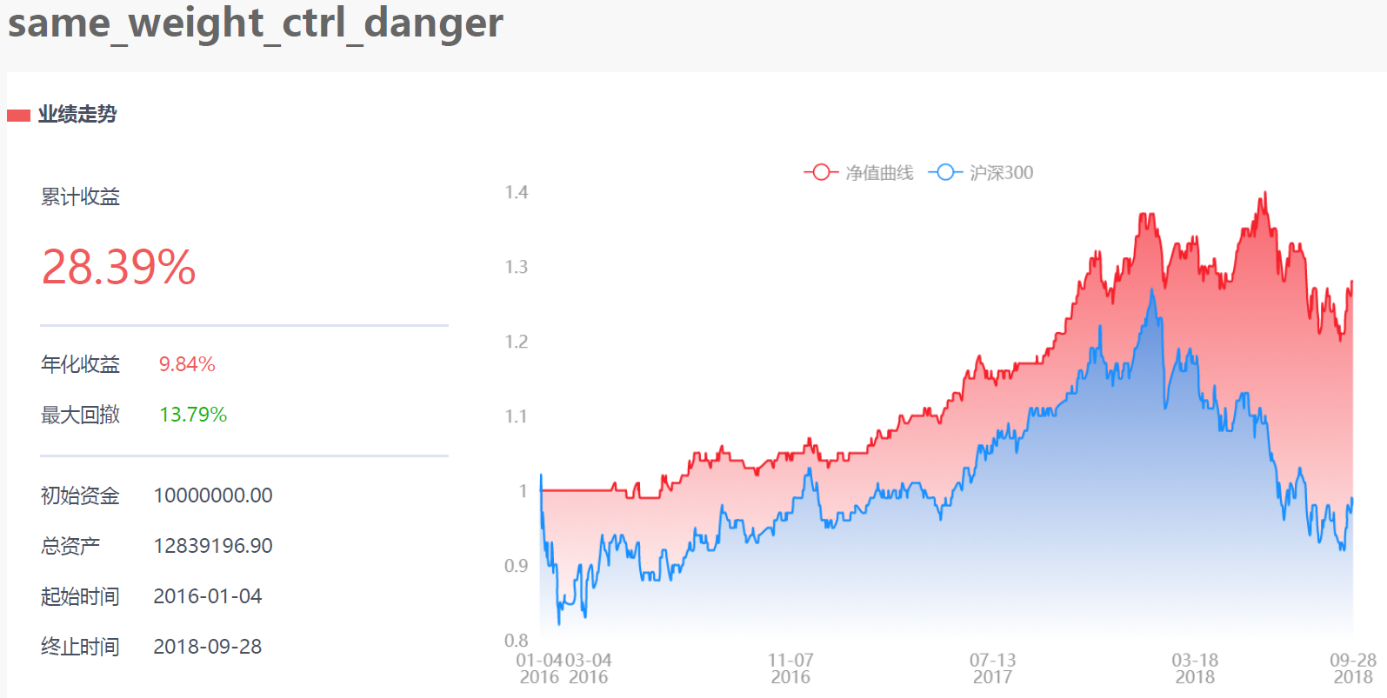 same_weight_ctrl_danger
业绩走势
累计收益
28.39%
年化收益 9.84%
最大回撤 13.79%
初始资金 10000000.00
总资产 12839196.90
起始时间 2016-01-04
终止时间 2018-09-28
净值曲线 沪深300
1.4
1.3
1.2
1.1
1
0.9
0.8
01-04 03-04 11-07 07-13 03-18 09-28
2016 2016 2016 2017 2018 2018